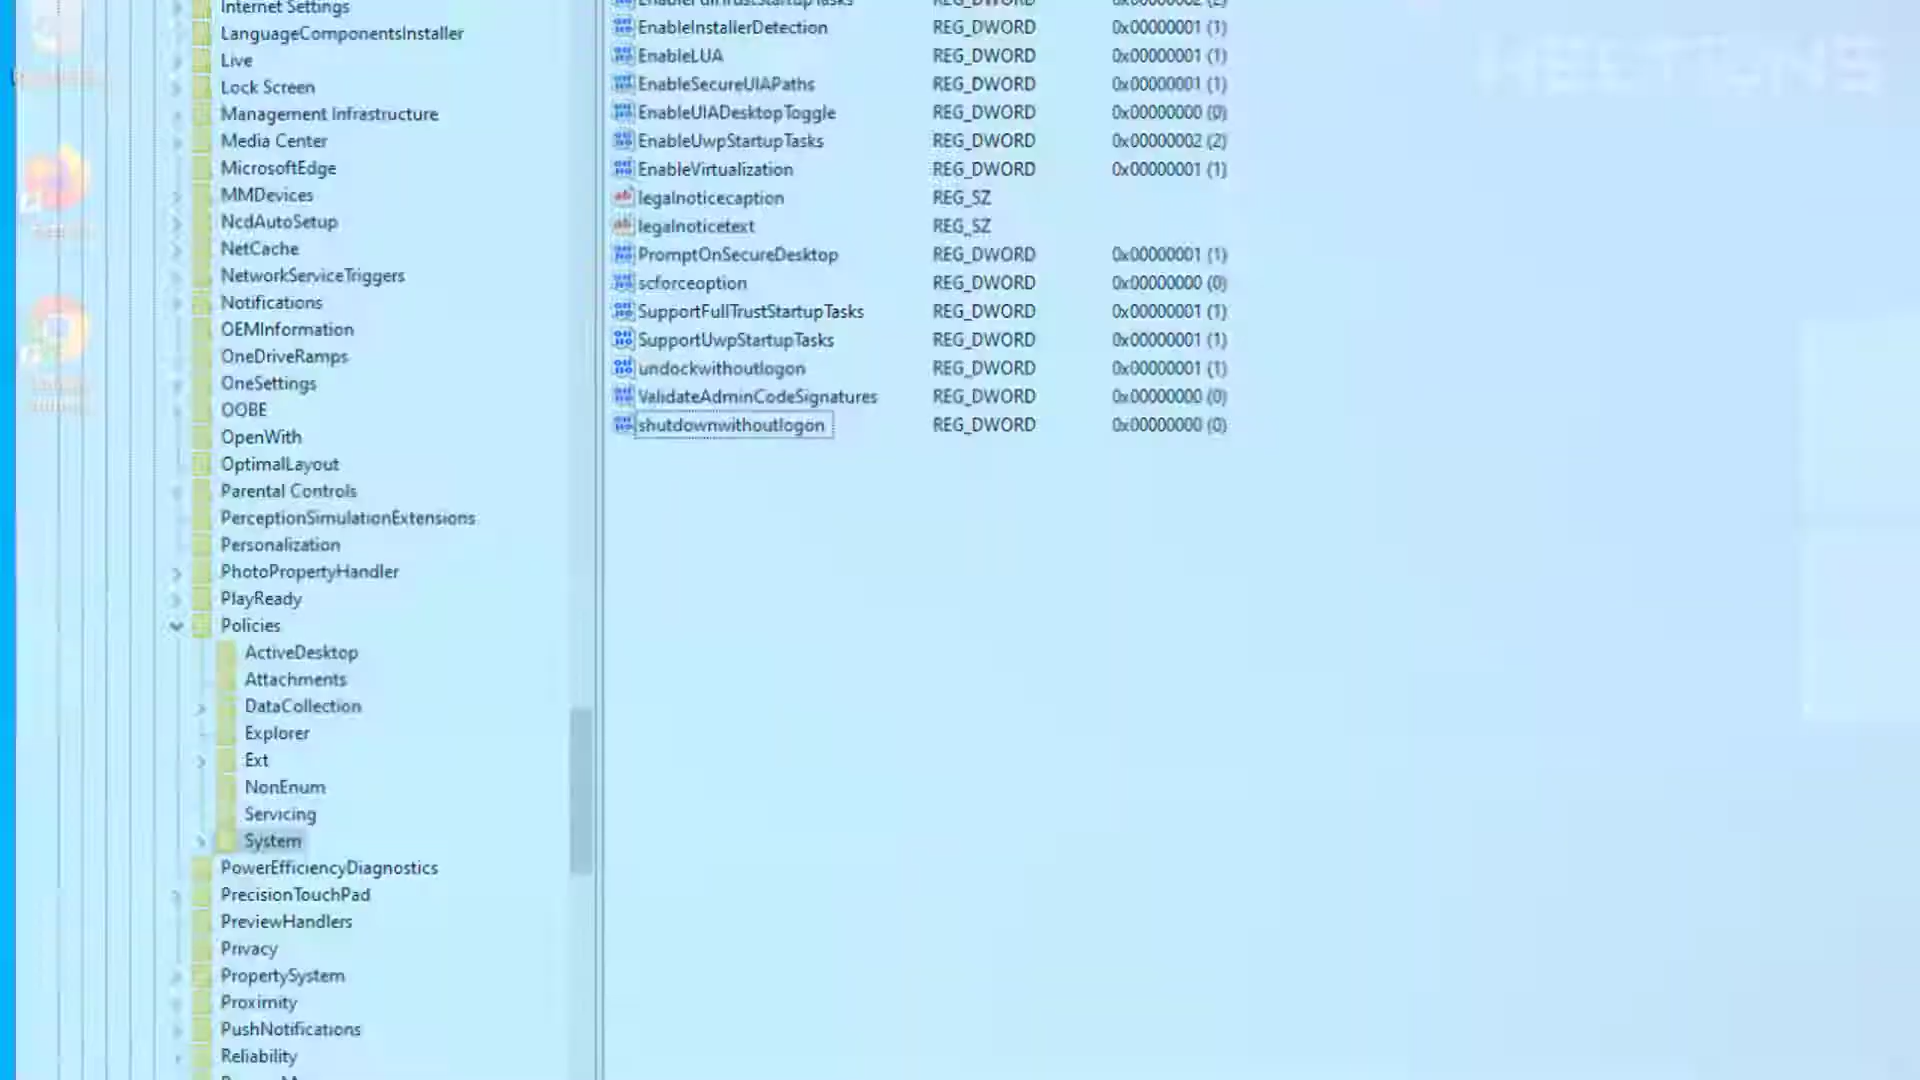 Internet Settings
LanguageComponentsInstaller
Live
Lock Screen
Management Infrastructure
Media Center
MicrosoftEdge
MMDevices
NcdAutoSetup
NetCache
NetworkServiceTriggers
Notifications
OEMInformation
OneDriveRamps
OneSettings
OOBE
OpenWith
OptimalLayout
Parental Controls
PerceptionSimulationExtensions
Personalization
PhotoPropertyHandler
PlayReady
Policies
ActiveDesktop
Attachments
DataCollection
Explorer
Ext
NonEnum
Servicing
System
PowerEfficiencyDiagnostics
PrecisionTouchPad
PreviewHandlers
Privacy
PropertySystem
Proximity
PushNotifications
Reliability
EnableFullTrustStartupTasks REG_DWORD 0x00000002 (2)
EnableInstallerDetection REG_DWORD 0x00000001 (1)
EnableLUA REG_DWORD 0x00000001 (1)
EnableSecureUIAPaths REG_DWORD 0x00000001 (1)
EnableUIADesktopToggle REG_DWORD 0x00000000 (0)
EnableUwpStartupTasks REG_DWORD 0x00000002 (2)
EnableVirtualization REG_DWORD 0x00000001 (1)
legalnoticecaption REG_SZ
legalnoticetext REG_SZ
PromptOnSecureDesktop REG_DWORD 0x00000001 (1)
scforceoption REG_DWORD 0x00000000 (0)
SupportFullTrustStartupTasks REG_DWORD 0x00000001 (1)
SupportUwpStartupTasks REG_DWORD 0x00000001 (1)
undockwithoutlogon REG_DWORD 0x00000001 (1)
ValidateAdminCodeSignatures REG_DWORD 0x00000000 (0)
shutdownwithoutlogon REG_DWORD 0x00000000 (0)